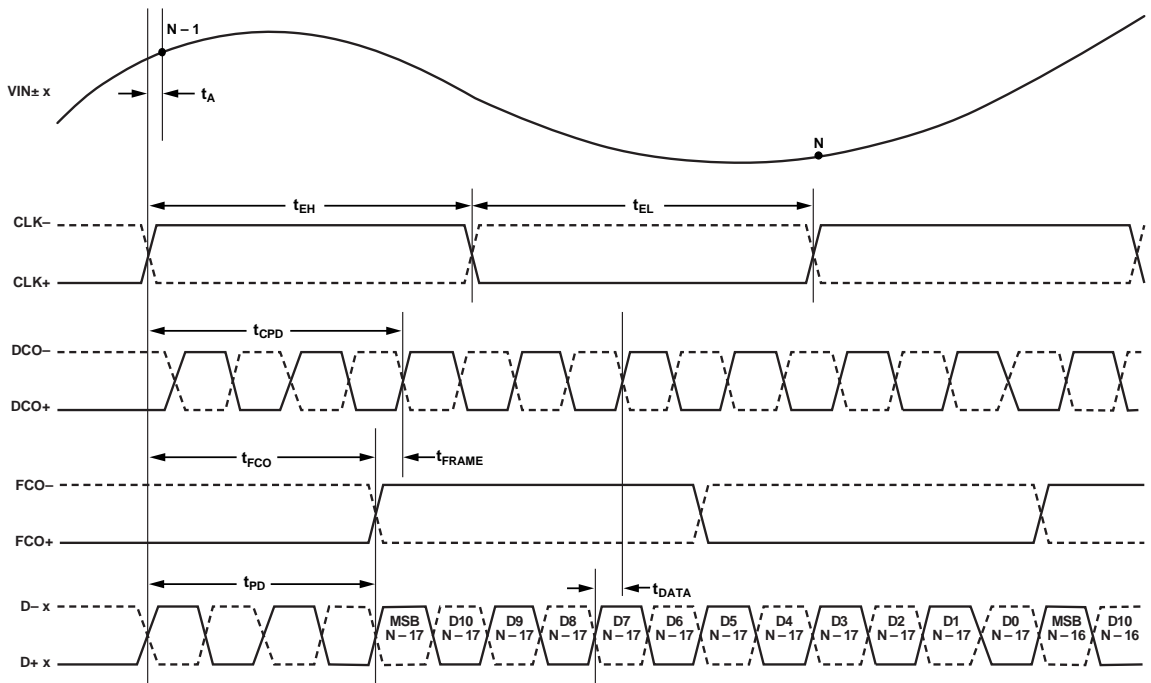 N – 1
VIN± x
tA
N
tEH
tEL
CLK–
CLK+
tCPD
DCO–
DCO+
tFCO
tFRAME
FCO–
FCO+
tPD
tDATA
D– x
MSB N – 17
D10 N – 17
D9 N – 17
D8 N – 17
D7 N – 17
D6 N – 17
D5 N – 17
D4 N – 17
D3 N – 17
D2 N – 17
D1 N – 17
D0 N – 17
MSB N – 16
D10 N – 16
D+ x